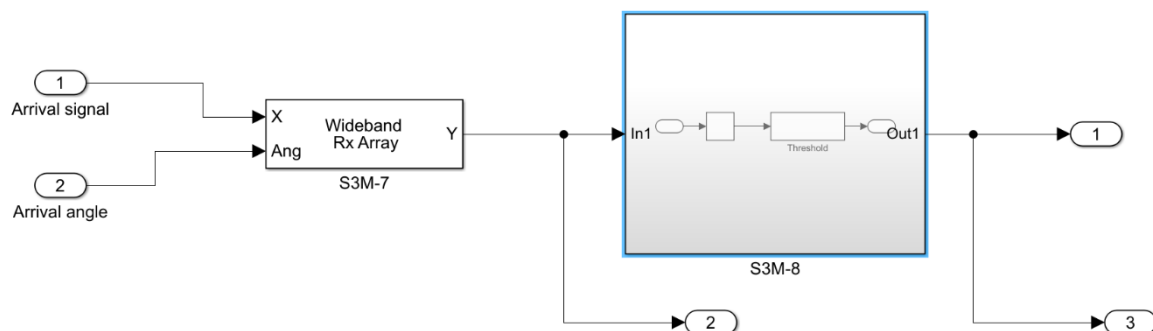 1
Arrival signal
2
Arrival angle
X
Ang
Wideband
Rx Array
Y
S3M-7
In1
Threshold
Out1
S3M-8
1
2
3